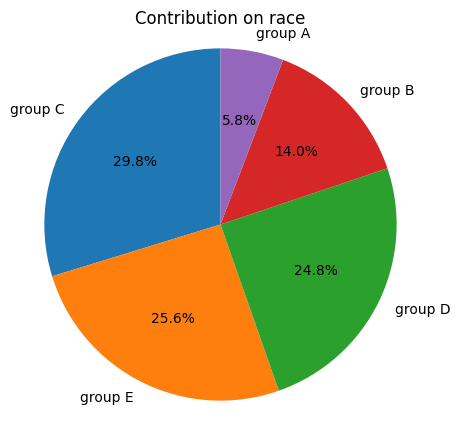 Contribution on race
group A
group B
group C
5.8%
14.0%
29.8%
24.8%
25.6%
group D
group E